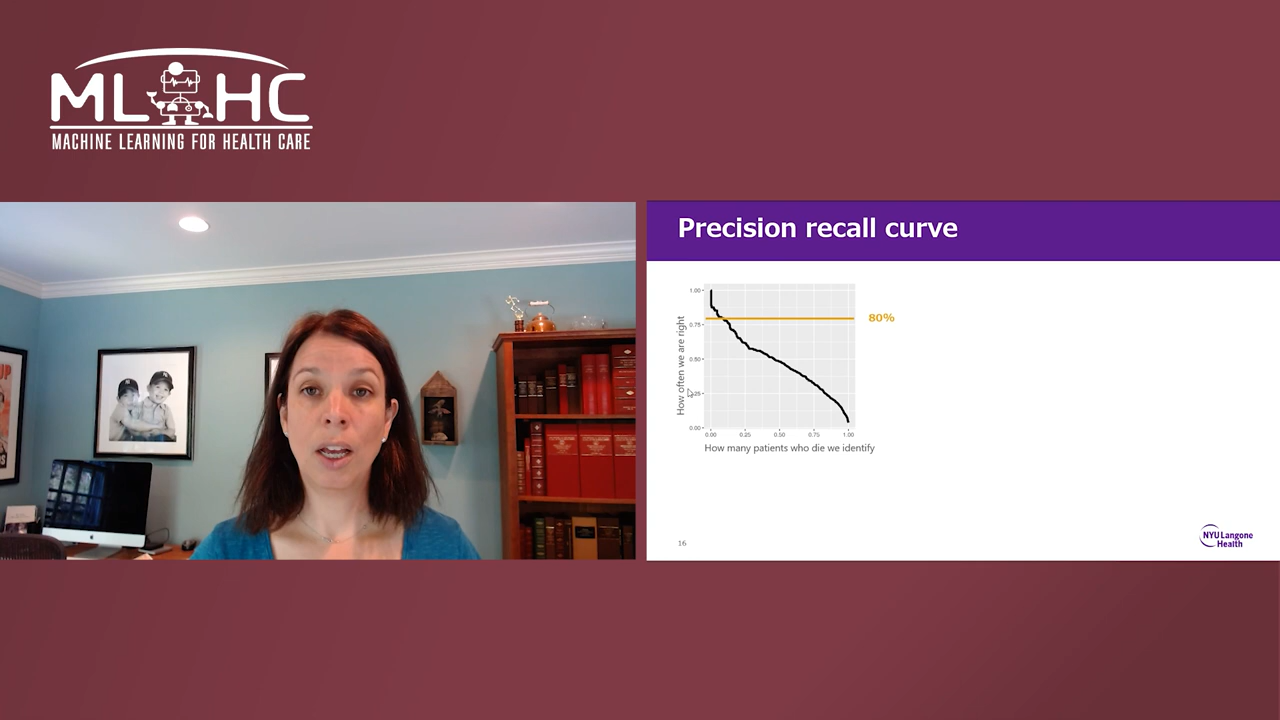 ML HC
MACHINE LEARNING FOR HEALTH CARE
UP
Precision recall curve
How often we are right
1.00
0.75
0.50
0.25
0.00
80%
0.00 0.25 0.50 0.75 1.00
How many patients who die we identify
16
NYU Langone
Health